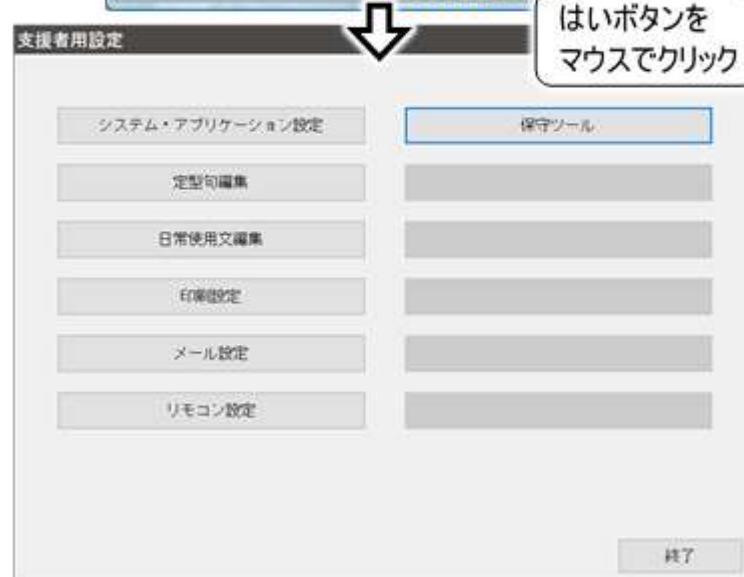 はいボタンを
マウスでクリック
支援者用設定
システム・アプリケーション設定
保守ツール
定型句編集
日常使用文編集
印刷設定
メール設定
リモコン設定
終了